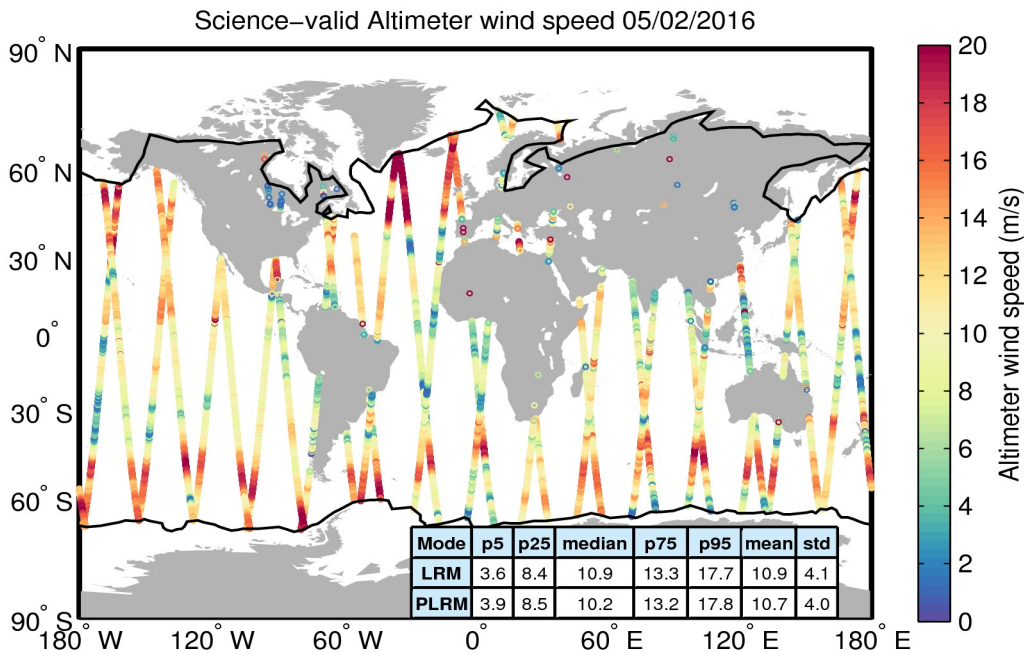 Science−valid Altimeter wind speed 05/02/2016
90° N
60° N
30° N
0°
30° S
60° S
90° S
180° W
120° W
60° W
0°
60° E
120° E
180° E
20
18
16
14
12
10
8
6
4
2
0
Altimeter wind speed (m/s)
Mode p5 p25 median p75 p95 mean std
LRM 3.6 8.4 10.9 13.3 17.7 10.9 4.1
PLRM 3.9 8.5 10.2 13.2 17.8 10.7 4.0